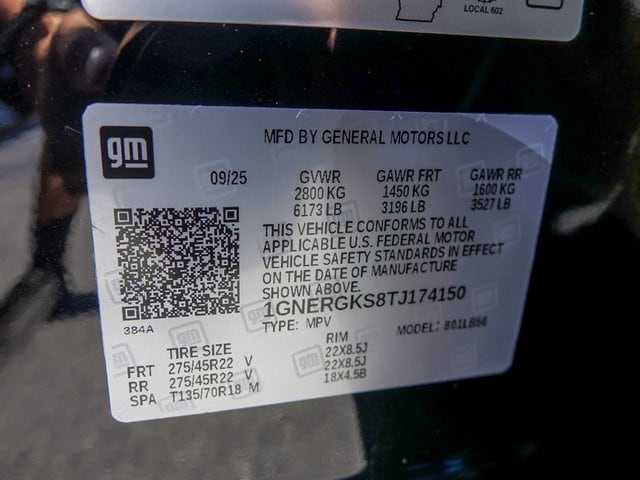 LOCAL 602
gm
MFD BY GENERAL MOTORS LLC
09/25 GVWR GAWR FRT GAWR RR
2800 KG 1450 KG 1600 KG
6173 LB 3196 LB 3527 LB
THIS VEHICLE CONFORMS TO ALL
APPLICABLE U.S. FEDERAL MOTOR
VEHICLE SAFETY STANDARDS IN EFFECT
ON THE DATE OF MANUFACTURE
SHOWN ABOVE.
1GNERGKS8TJ174150
3B4A
TYPE: MPV MODEL: 801LB56
TIRE SIZE RIM
FRT 275/45R22 V 22X8.5J
RR 275/45R22 V 22X8.5J
SPA T135/70R18 M 18X4.5B